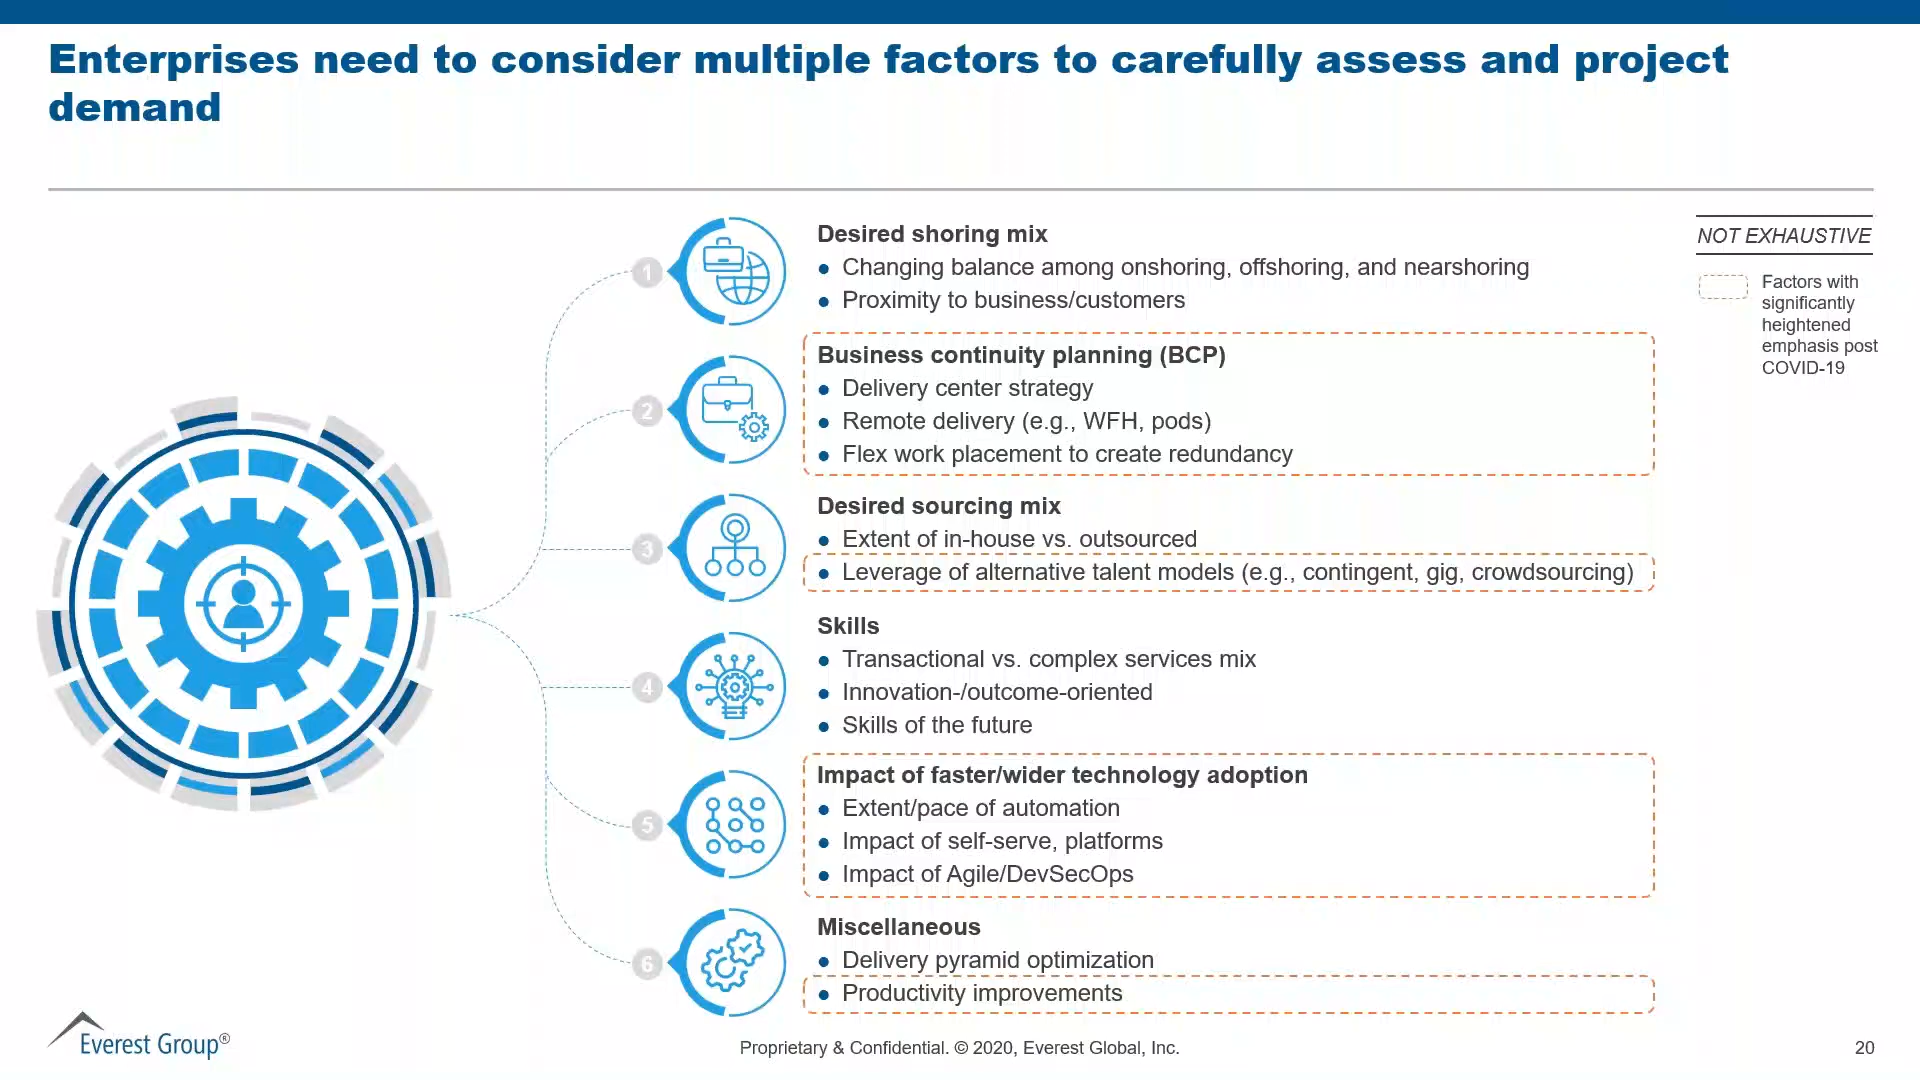 Enterprises need to consider multiple factors to carefully assess and project
demand
NOT EXHAUSTIVE
Factors with
significantly
heightened
emphasis post
COVID-19
1
Desired shoring mix
• Changing balance among onshoring, offshoring, and nearshoring
• Proximity to business/customers
2
Business continuity planning (BCP)
• Delivery center strategy
• Remote delivery (e.g., WFH, pods)
• Flex work placement to create redundancy
3
Desired sourcing mix
• Extent of in-house vs. outsourced
• Leverage of alternative talent models (e.g., contingent, gig, crowdsourcing)
4
Skills
• Transactional vs. complex services mix
• Innovation-/outcome-oriented
• Skills of the future
5
Impact of faster/wider technology adoption
• Extent/pace of automation
• Impact of self-serve, platforms
• Impact of Agile/DevSecOps
6
Miscellaneous
• Delivery pyramid optimization
• Productivity improvements
Everest Group®
Proprietary & Confidential. © 2020, Everest Global, Inc.
20